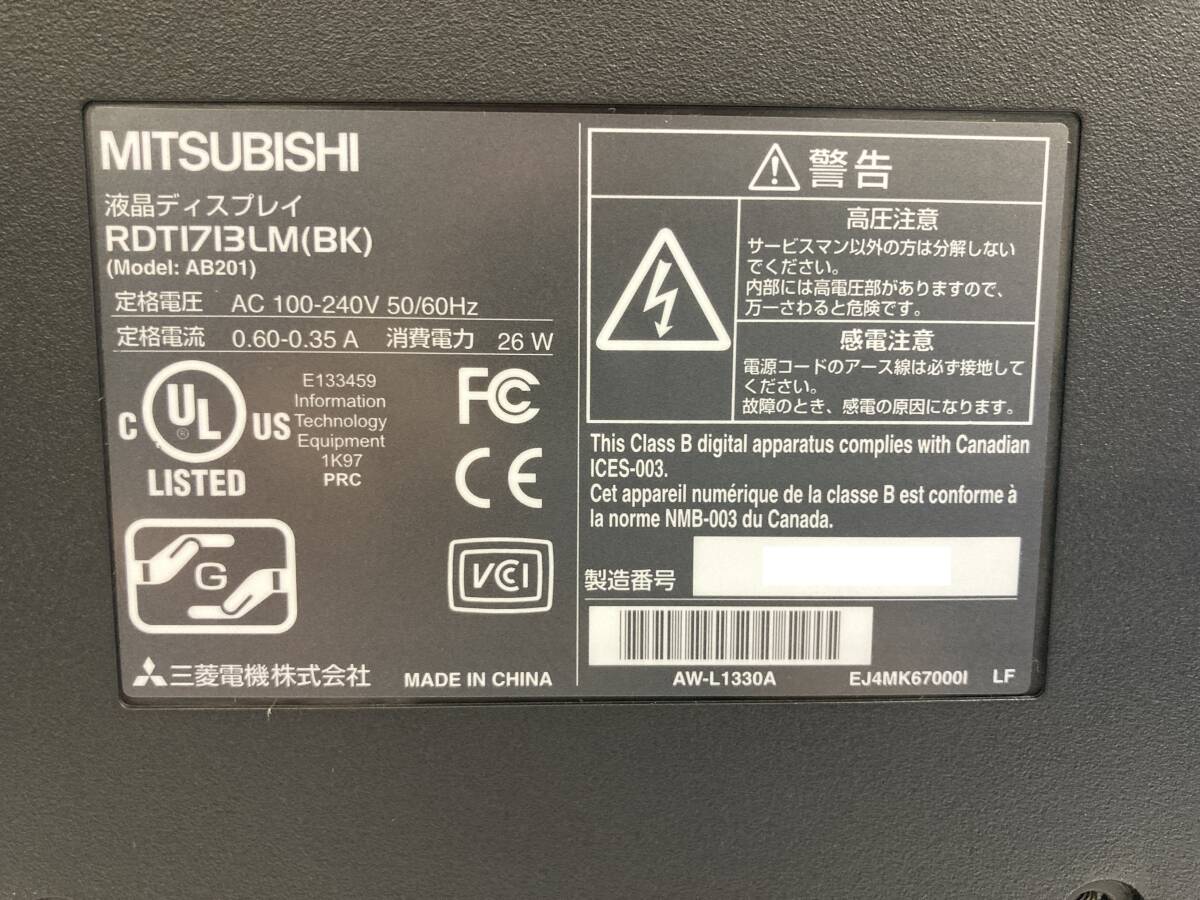 MITSUBISHI
液晶ディスプレイ
RDT1713LM(BK)
(Model: AB201)
定格電圧 AC 100-240V 50/60Hz
定格電流 0.60-0.35 A 消費電力 26 W
C UL ® US
LISTED
E133459
Information
Technology
Equipment
1K97
PRC
FC
CE
G
VCI
三菱電機株式会社 MADE IN CHINA
警告
高圧注意
サービスマン以外の方は分解しない
でください。
内部には高電圧部がありますので、
万一さわると危険です。
感電注意
電源コードのアース線は必ず接地して
ください。
故障のとき、感電の原因になります。
This Class B digital apparatus complies with Canadian
ICES-003.
Cet appareil numérique de la classe B est conforme à
la norme NMB-003 du Canada.
製造番号
AW-L1330A EJ4MK67000I LF